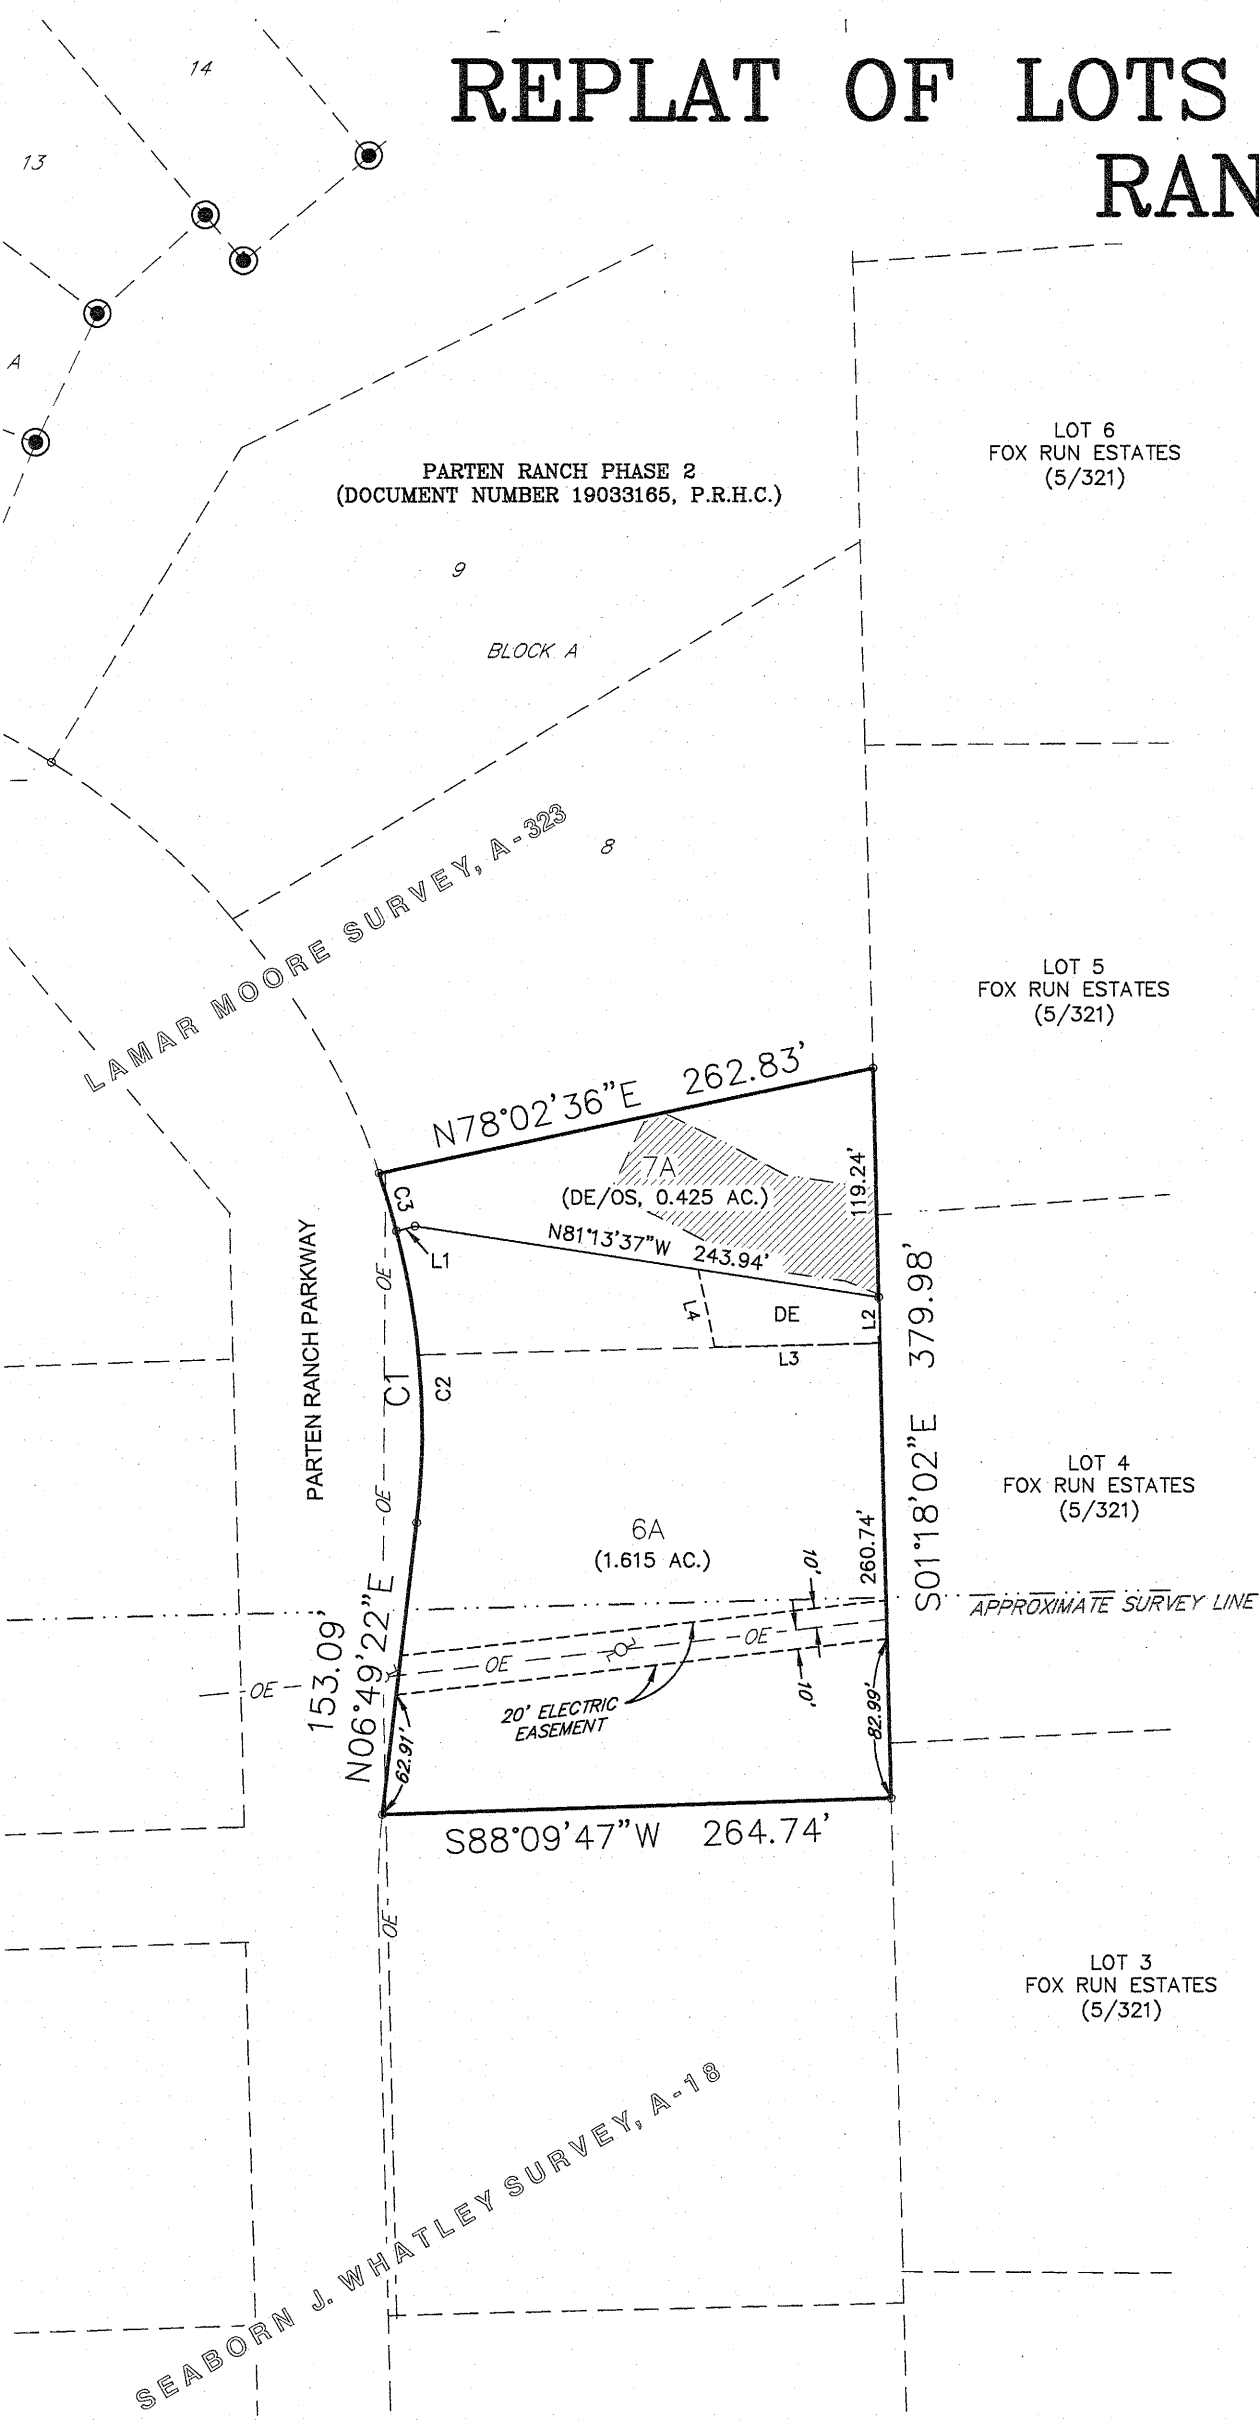 REPLAT OF LOTS
RAN
14
13
A
LOT 6
FOX RUN ESTATES
(5/321)
PARTEN RANCH PHASE 2
(DOCUMENT NUMBER 19033165, P.R.H.C.)
9
BLOCK A
8
LAMAR MOORE SURVEY, A-323
LOT 5
FOX RUN ESTATES
(5/321)
N78°02'36"E 262.83'
7A
(DE/OS, 0.425 AC.)
119.24'
C3
L1
N81°13'37"W 243.94'
OE
PARTEN RANCH PARKWAY
L4
DE
L2
L3
S01°18'02"E 379.98'
C1
C2
OE
LOT 4
FOX RUN ESTATES
(5/321)
6A
(1.615 AC.)
260.74'
10'
APPROXIMATE SURVEY LINE
153.09'
N06°49'22"E
OE
OE
OE
10'
20' ELECTRIC
EASEMENT
62.91'
82.99'
S88°09'47"W 264.74'
OE
LOT 3
FOX RUN ESTATES
(5/321)
SEABORN J. WHATLEY SURVEY, A-18